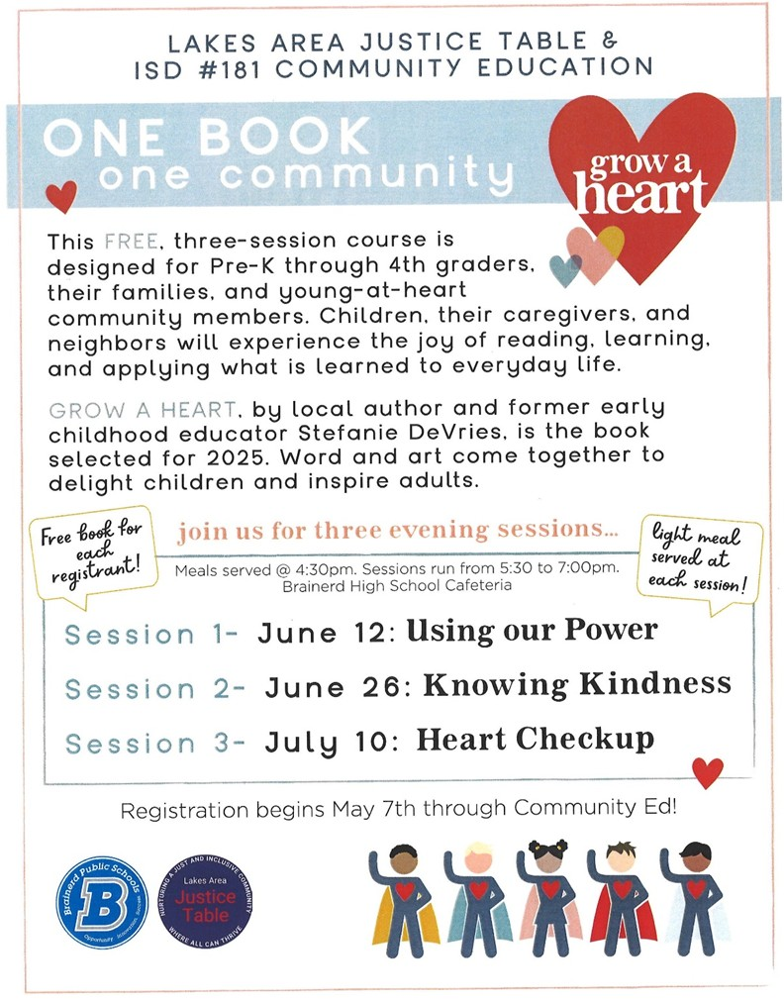 LAKES AREA JUSTICE TABLE &
ISD #181 COMMUNITY EDUCATION
ONE BOOK
one community
grow a
heart
This FREE, three-session course is
designed for Pre-K through 4th graders,
their families, and young-at-heart
community members. Children, their caregivers, and
neighbors will experience the joy of reading, learning,
and applying what is learned to everyday life.
GROW A HEART, by local author and former early
childhood educator Stefanie DeVries, is the book
selected for 2025. Word and art come together to
delight children and inspire adults.
Free book for
each
registrant!
join us for three evening sessions...
light meal
served at
each session!
Meals served @ 4:30pm. Sessions run from 5:30 to 7:00pm.
Brainerd High School Cafeteria
Session 1- June 12: Using our Power
Session 2- June 26: Knowing Kindness
Session 3- July 10: Heart Checkup
Registration begins May 7th through Community Ed!
Brainerd Public Schools
B
Opportunity
NURTURING A JUST AND INCLUSIVE COMMUNITY
Lakes Area
Justice
Table
WHERE ALL CAN THRIVE